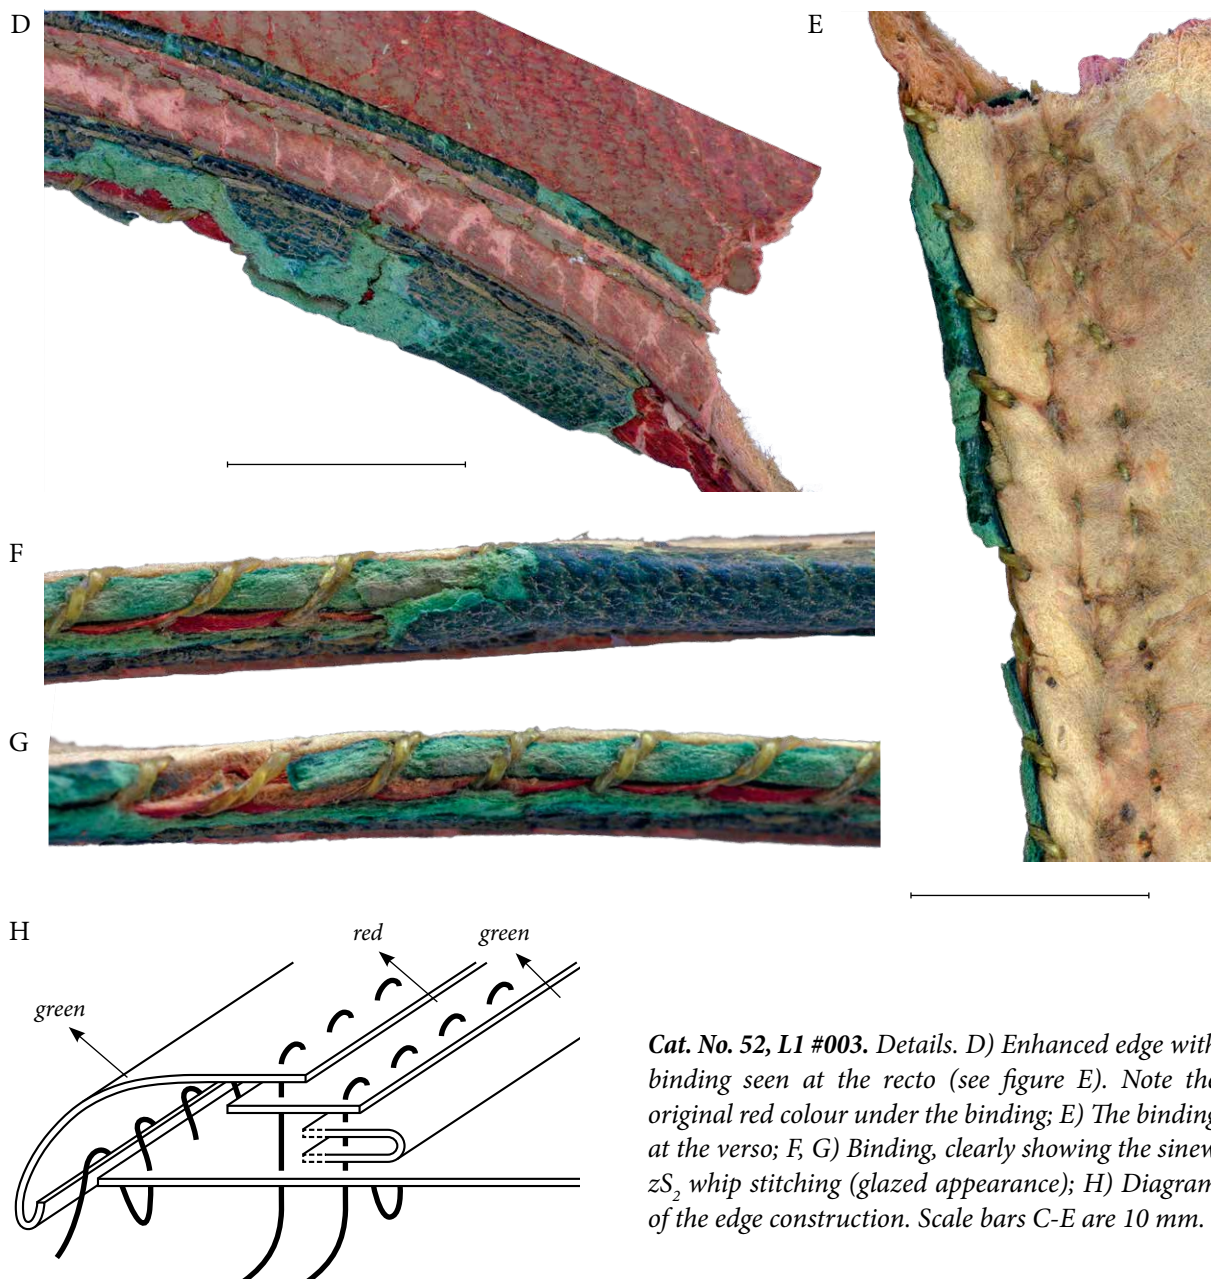 D
E
F
G
H
red
green
green
Cat. No. 52, L1 #003. Details. D) Enhanced edge with
binding seen at the recto (see figure E). Note the
original red colour under the binding; E) The binding
at the verso; F, G) Binding, clearly showing the sinew
zS2 whip stitching (glazed appearance); H) Diagram
of the edge construction. Scale bars C-E are 10 mm.